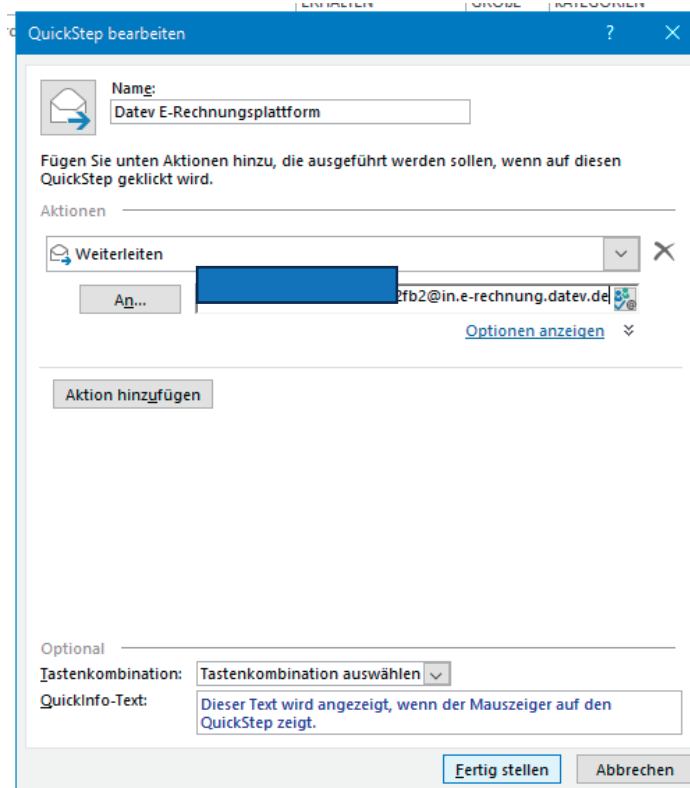 QuickStep bearbeiten ?
Name:
Datev E-Rechnungsplattform
Fügen Sie unten Aktionen hinzu, die ausgeführt werden sollen, wenn auf diesen
QuickStep geklickt wird.
Aktionen
Weiterleiten
An...
2fb2@in.e-rechnung.datev.de
Optionen anzeigen
Aktion hinzufügen
Optional
Tastenkombination: Tastenkombination auswählen
QuickInfo-Text: Dieser Text wird angezeigt, wenn der Mauszeiger auf den
QuickStep zeigt.
Fertig stellen Abbrechen